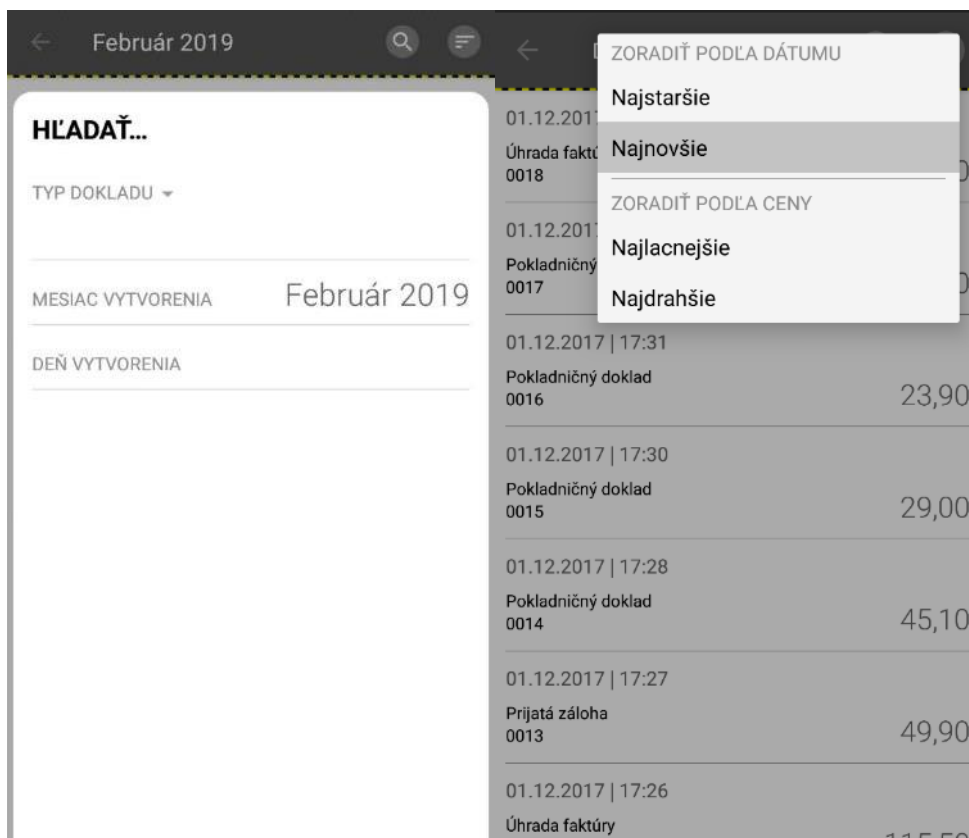 Február 2019
HĽADAŤ...
TYP DOKLADU
MESIAC VYTVORENIA Február 2019
DEŇ VYTVORENIA
ZORADIŤ PODĽA DÁTUMU
Najstaršie
Najnovšie
ZORADIŤ PODĽA CENY
Najlacnejšie
Najdrahšie
Úhrada
0018
Pokladničný
0017
01.12.2017 | 17:31
Pokladničný doklad
0016 23,90
01.12.2017 | 17:30
Pokladničný doklad
0015 29,00
01.12.2017 | 17:28
Pokladničný doklad
0014 45,10
01.12.2017 | 17:27
Prijatá záloha
0013 49,90
01.12.2017 | 17:26
Úhrada faktúry